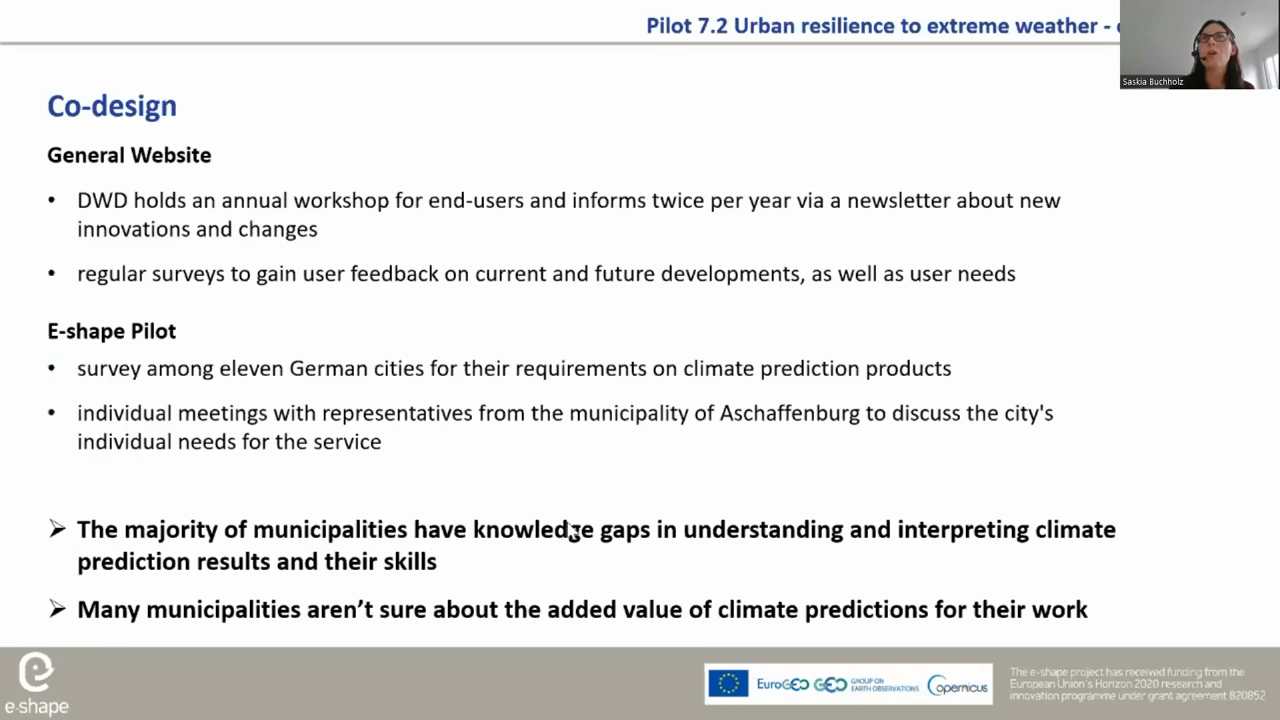 Pilot 7.2 Urban resilience to extreme weather -
Saskia Buchholz
Co-design
General Website
• DWD holds an annual workshop for end-users and informs twice per year via a newsletter about new
innovations and changes
• regular surveys to gain user feedback on current and future developments, as well as user needs
E-shape Pilot
• survey among eleven German cities for their requirements on climate prediction products
• individual meetings with representatives from the municipality of Aschaffenburg to discuss the city's
individual needs for the service
➢ The majority of municipalities have knowledge gaps in understanding and interpreting climate
prediction results and their skills
➢ Many municipalities aren’t sure about the added value of climate predictions for their work
e-shape
EuroGEO
GEO GROUP ON
EARTH OBSERVATIONS
Copernicus
The e-shape project has received funding from the
European Union's Horizon 2020 research and
innovation programme under grant agreement 820852